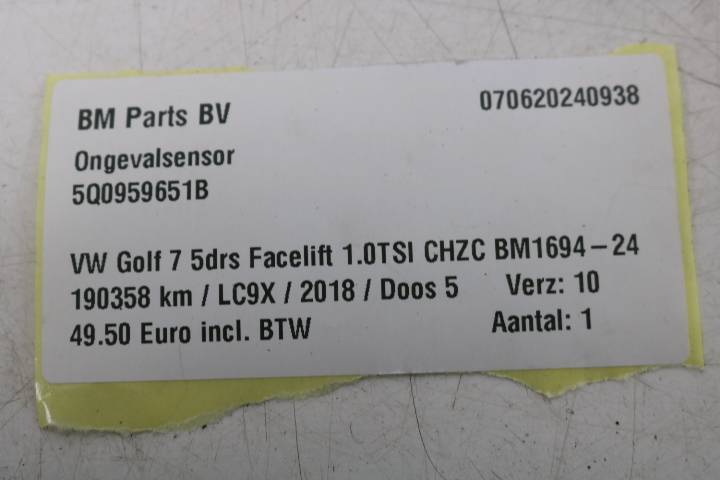 BM Parts BV 070620240938
Ongevalsensor
5Q0959651B
VW Golf 7 5drs Facelift 1.0TSI CHZC BM1694-24
190358 km / LC9X / 2018 / Doos 5 Verz: 10
49.50 Euro incl. BTW Aantal: 1